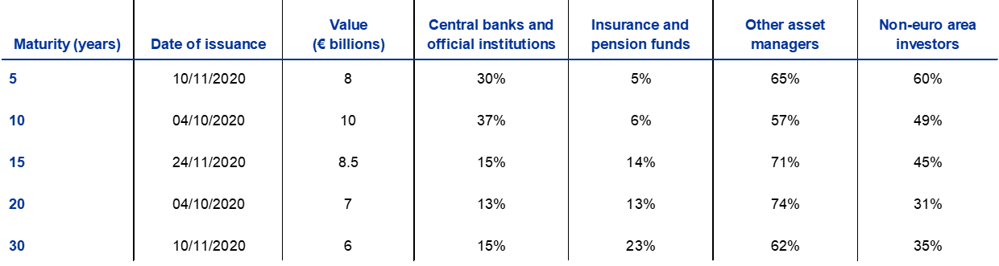 Maturity (years) Date of issuance Value (€ billions) Central banks and official institutions Insurance and pension funds Other asset managers Non-euro area investors
5 10/11/2020 8 30% 5% 65% 60%
10 04/10/2020 10 37% 6% 57% 49%
15 24/11/2020 8.5 15% 14% 71% 45%
20 04/10/2020 7 13% 13% 74% 31%
30 10/11/2020 6 15% 23% 62% 35%